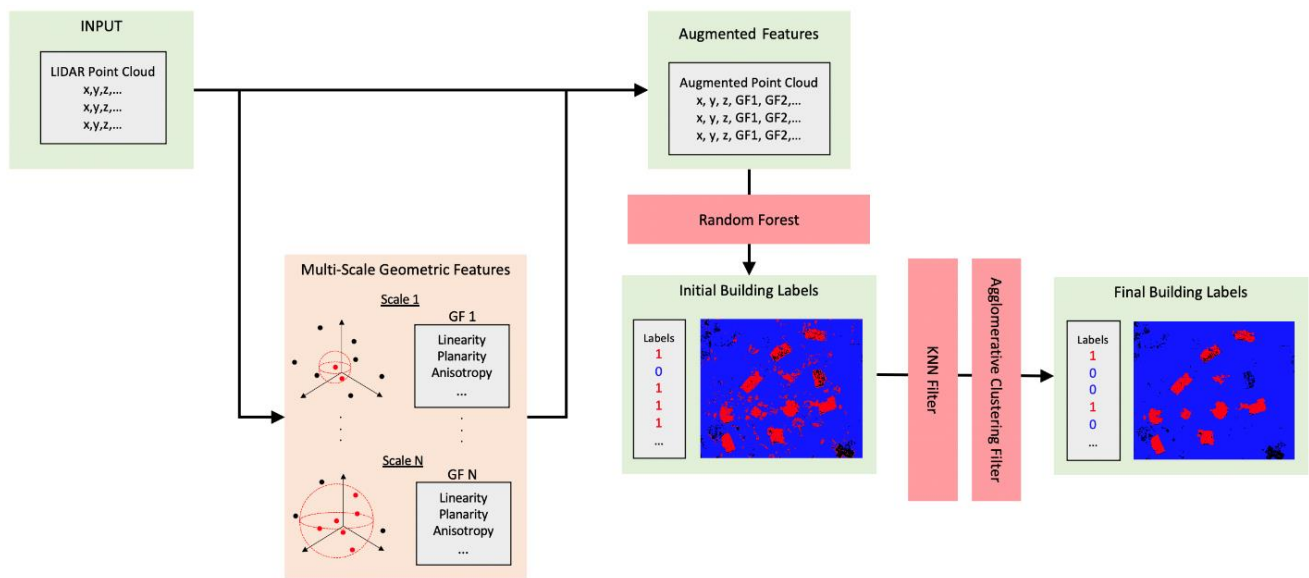 INPUT
LIDAR Point Cloud
x,y,z,...
x,y,z,...
x,y,z,...
Augmented Features
Augmented Point Cloud
x, y, z, GF1, GF2,...
x, y, z, GF1, GF2,...
x, y, z, GF1, GF2,...
Random Forest
Multi-Scale Geometric Features
Scale 1
GF 1
Linearity
Planarity
Anisotropy
...
Scale N
GF N
Linearity
Planarity
Anisotropy
...
Initial Building Labels
Labels
1
0
1
1
1
...
KNN Filter
Agglomerative Clustering Filter
Final Building Labels
Labels
1
0
0
1
0
...